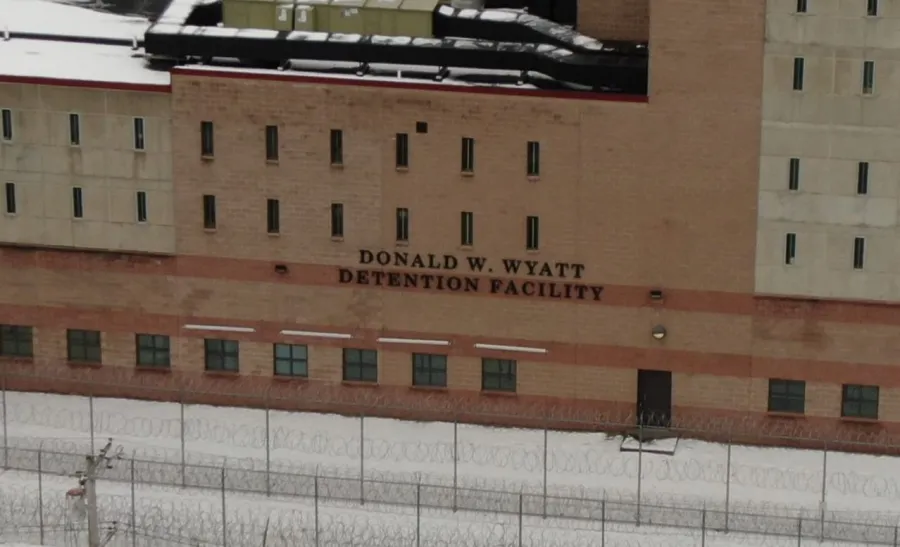 DONALD W. WYATT
DETENTION FACILITY